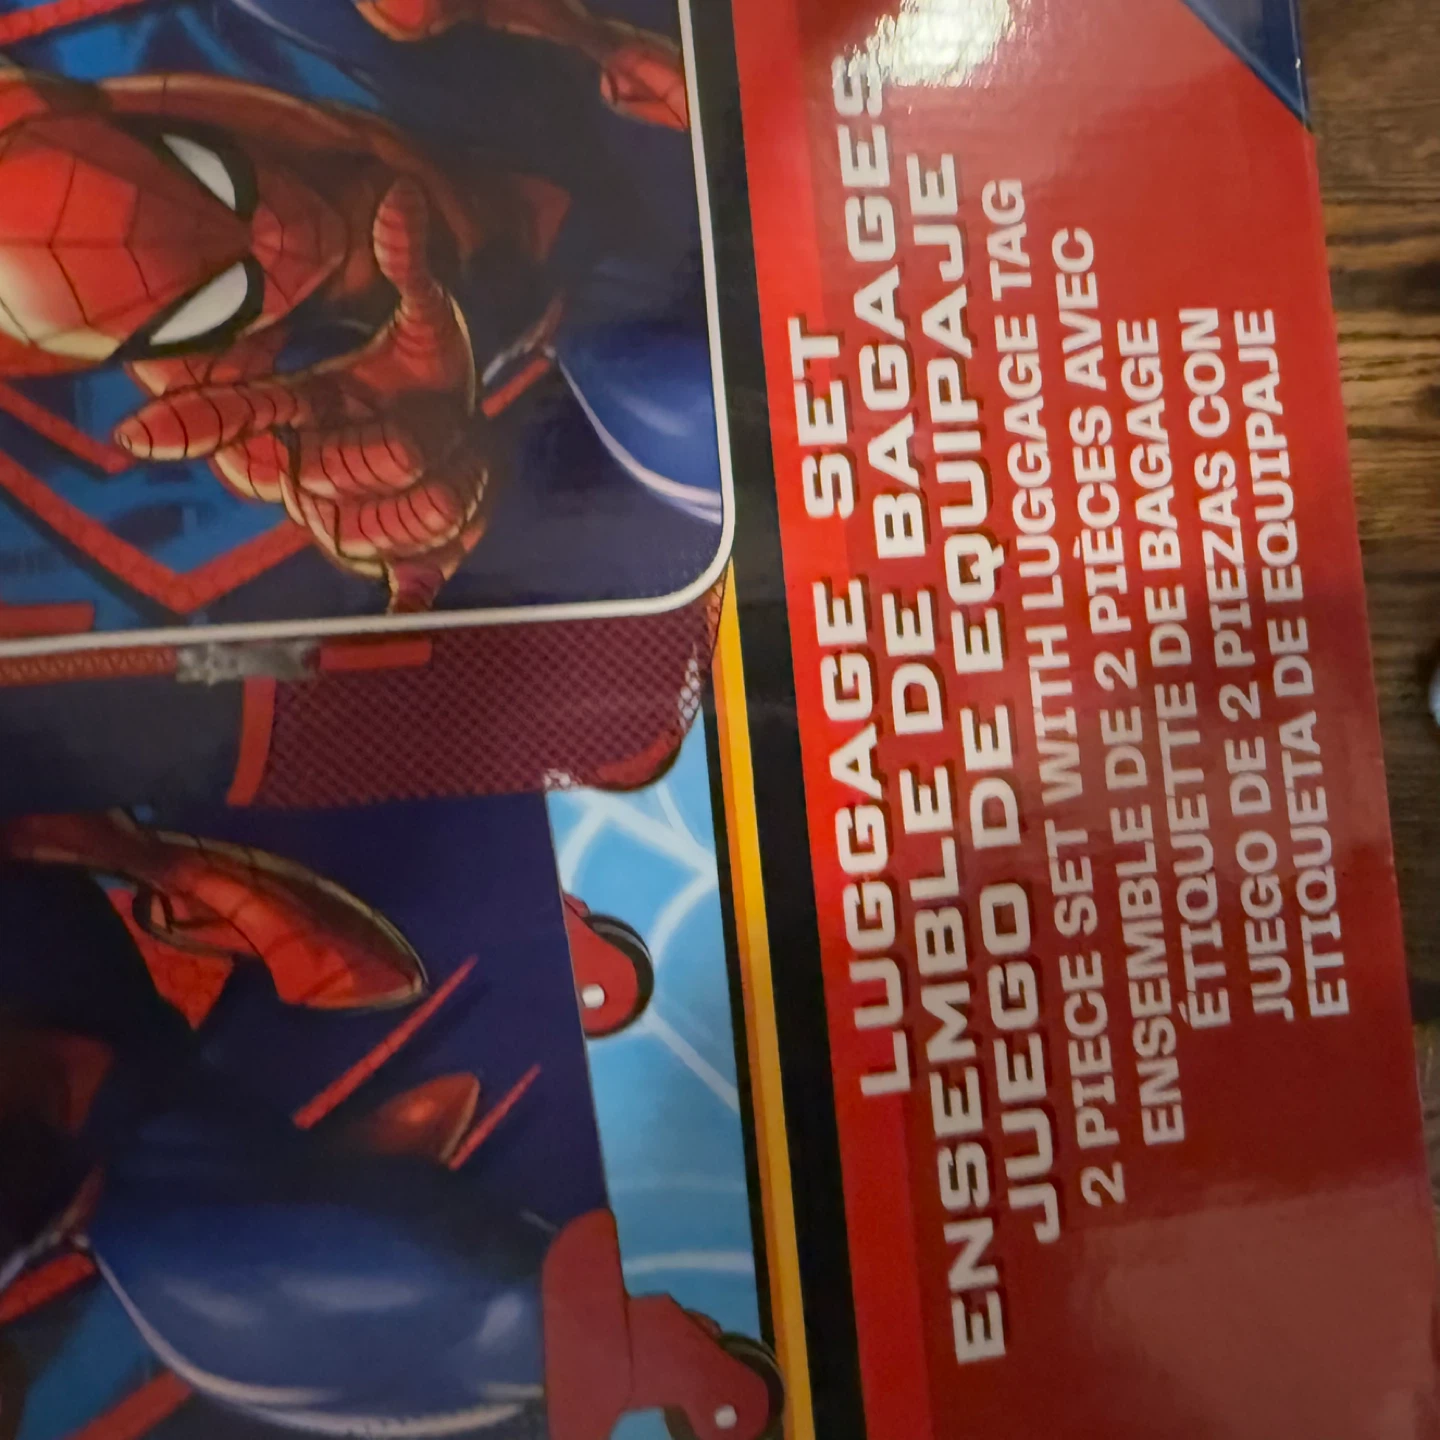 LUGGAGE SET
ENSEMBLE DE BAGAGES
JUEGO DE EQUIPAJE
2 PIECE SET WITH LUGGAGE TAG
ENSEMBLE DE 2 PIÈCES AVEC
ÉTIQUETTE DE BAGAGE
JUEGO DE 2 PIEZAS CON
ETIQUETA DE EQUIPAJE